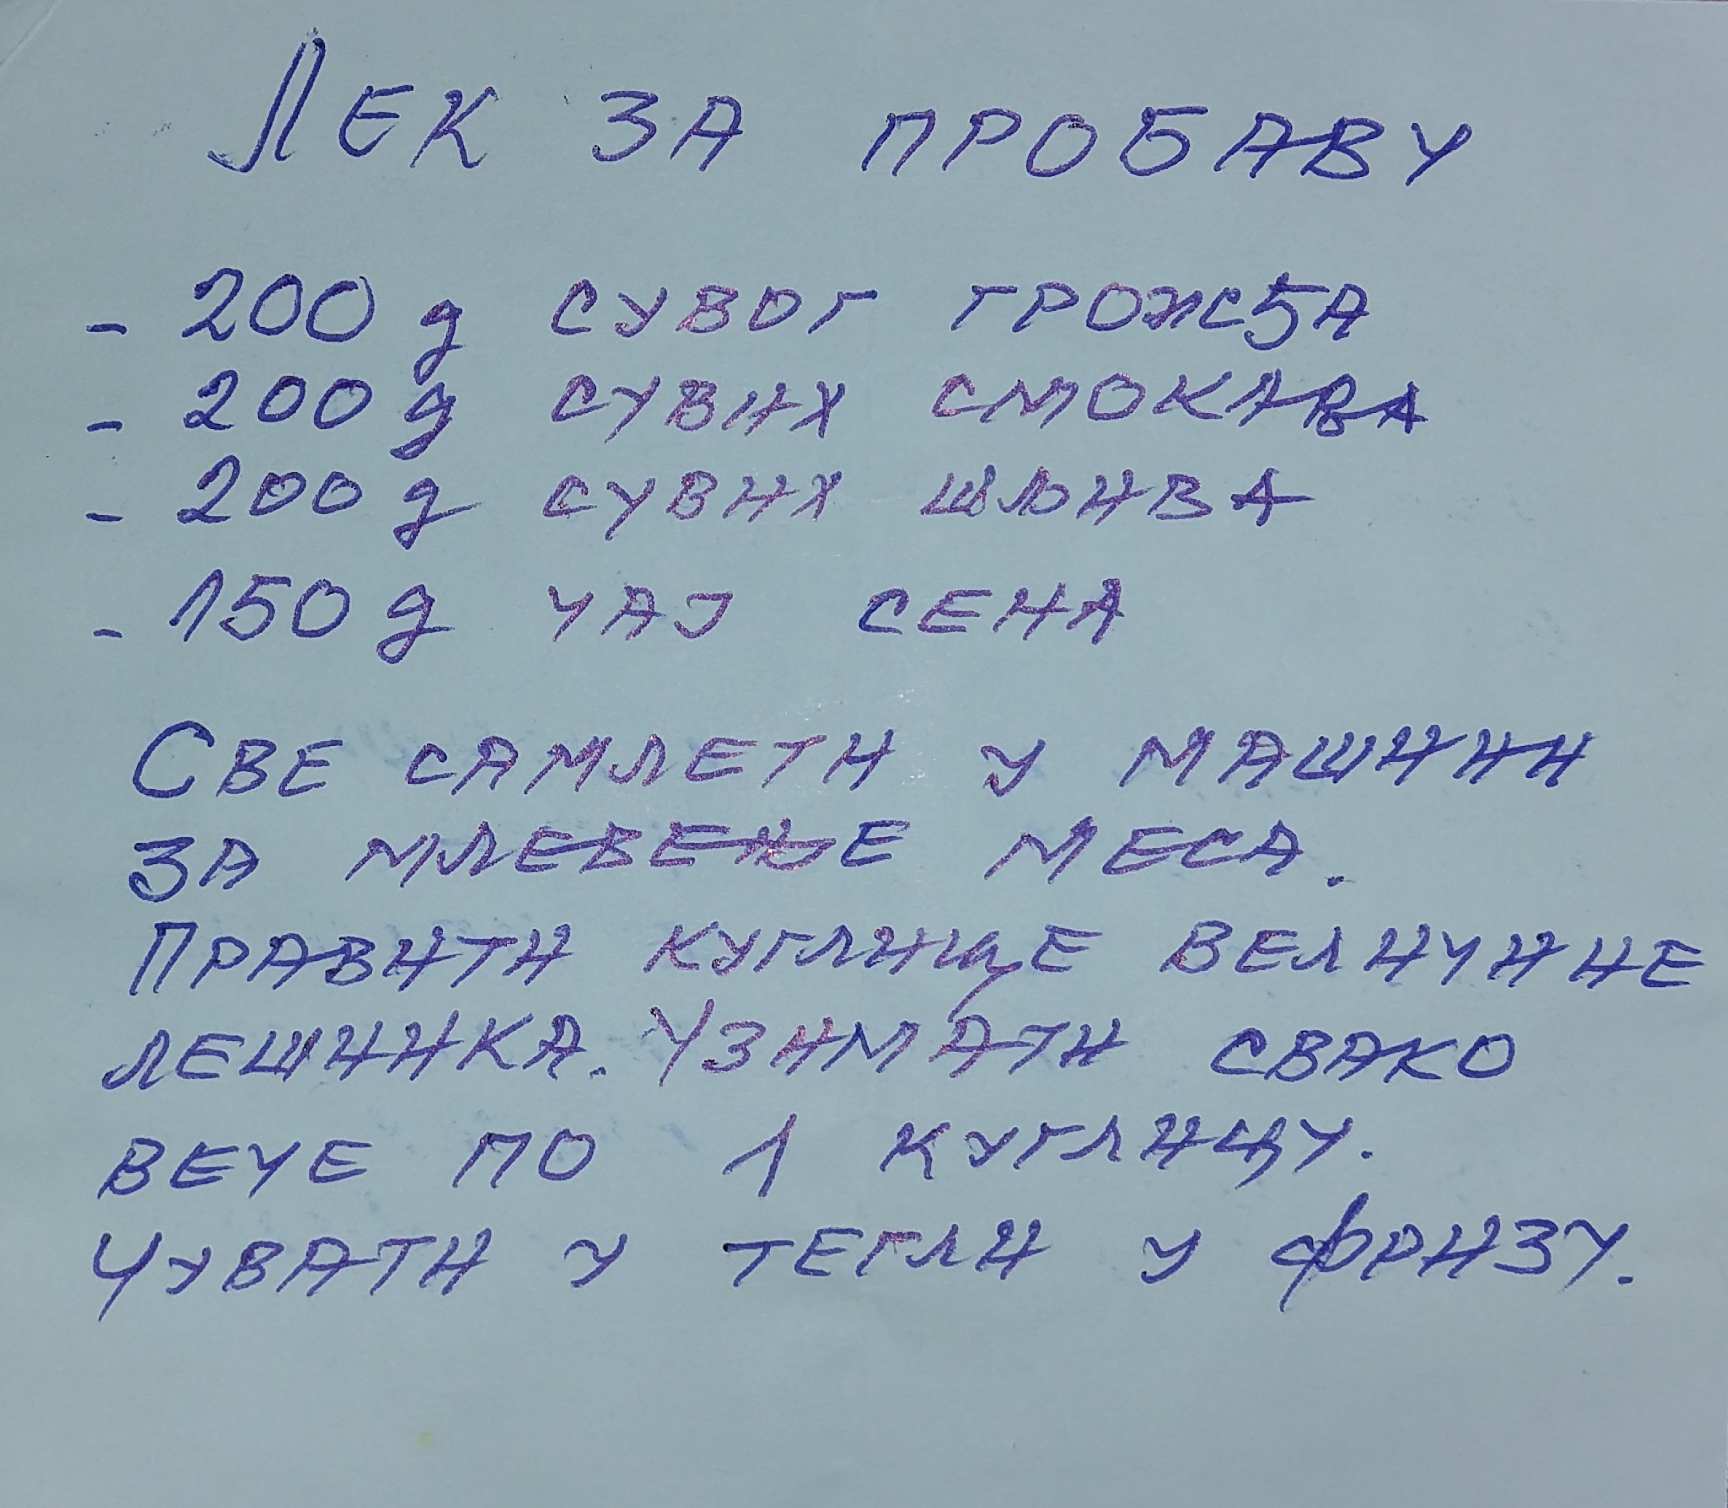 ЛЕК ЗА ПРОБАВУ
- 200 g СУВОГ ГРОЖЂА
- 200 g СУВИХ СМОКАВА
- 200 g СУВИХ ШЉИВА
- 150 g ЧАЈ СЕНА
СВЕ САМЛЕТИ У МАШИНИ
ЗА МЛЕВЕЊЕ МЕСА.
ПРАВИТИ КУГЛИЦЕ ВЕЛИЧИНЕ
ЛЕШНИКА. УЗИМАТИ СВАКО
ВЕЧЕ ПО 1 КУГЛИЦУ.
ЧУВАТИ У ТЕГЛИ У ФРИЗУ.